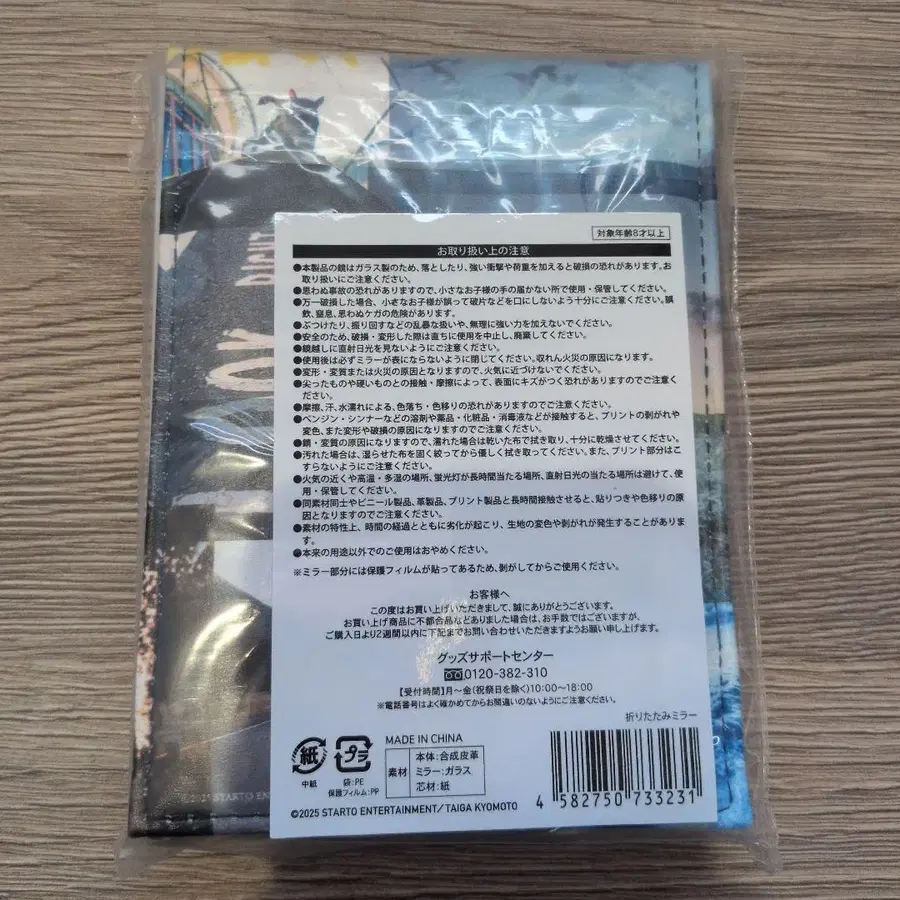 対象年齢8才以上
お取り扱い上の注意
●本製品の鏡はガラス製のため、落としたり、強い衝撃や荷重を加えると破損の恐れがあります。お
取り扱いにご注意ください。
●思わぬ事故の恐れがありますので、小さなお子様の手の届かない所で使用・保管してください。
●万一破損した場合、小さなお子様が誤って破片などを口にしないよう十分にご注意ください。誤
飲、窒息、思わぬケガの危険があります。
●ぶつけたり、振り回すなどの乱暴な扱いや、無理に強い力を加えないでください。
●安全のため、破損・変形した際は直ちに使用を中止し、廃棄してください。
●鏡越しに直射日光を見ないようにご注意ください。
●使用後は必ずミラーが表にならないように閉じてください。収れん火災の原因になります。
●変形・変質または火災の原因となりますので、火気に近づけないでください。
●尖ったものや硬いものとの接触・摩擦によって、表面にキズがつく恐れがありますのでご注意く
ださい。
●摩擦、汗、水濡れによる、色落ち・色移りの恐れがありますのでご注意ください。
●ベンジン・シンナーなどの溶剤や薬品・化粧品・消毒液などが接触すると、プリントの剥がれや
変色、また変形や破損の原因になりますのでご注意ください。
●錆・変質の原因になりますので、濡れた場合は乾いた布で拭き取り、十分に乾燥させてください。
●汚れた場合は、湿らせた布を固く絞ってから優しく拭き取ってください。また、プリント部分はこ
すらないようにご注意ください。
●火気の近くや高温・多湿の場所、蛍光灯が長時間当たる場所、直射日光の当たる場所は避けて、使
用・保管してください。
●同素材同士やビニール製品、革製品、プリント製品と長時間接触させると、貼りつきや色移りの原
因となりますのでご注意ください。
●素材の特性上、時間の経過とともに劣化が起こり、生地の変色や剥がれが発生することがありま
す。
●本来の用途以外でのご使用はおやめください。
※ミラー部分には保護フィルムが貼ってあるため、剥がしてからご使用ください。
お客様へ
この度はお買い上げいただきまして、誠にありがとうございます。
お買い上げ商品に不都合品などありました場合は、お手数ではございますが、
ご購入日より2週間以内に下記までお問い合わせいただきますようお願い申し上げます。
グッズサポートセンター
0120-382-310
【受付時間】月～金(祝祭日を除く)10:00～18:00
※電話番号はよく確かめてからお間違いのないようにご注意ください。
折りたたみミラー
紙
中紙
プラ
袋:PE
保護フィルム:PP
MADE IN CHINA
素材
本体:合成皮革
ミラー:ガラス
芯材:紙
4 582750 733231
©2025 STARTO ENTERTAINMENT/TAIGA KYOMOTO
©2025 STARTO EN